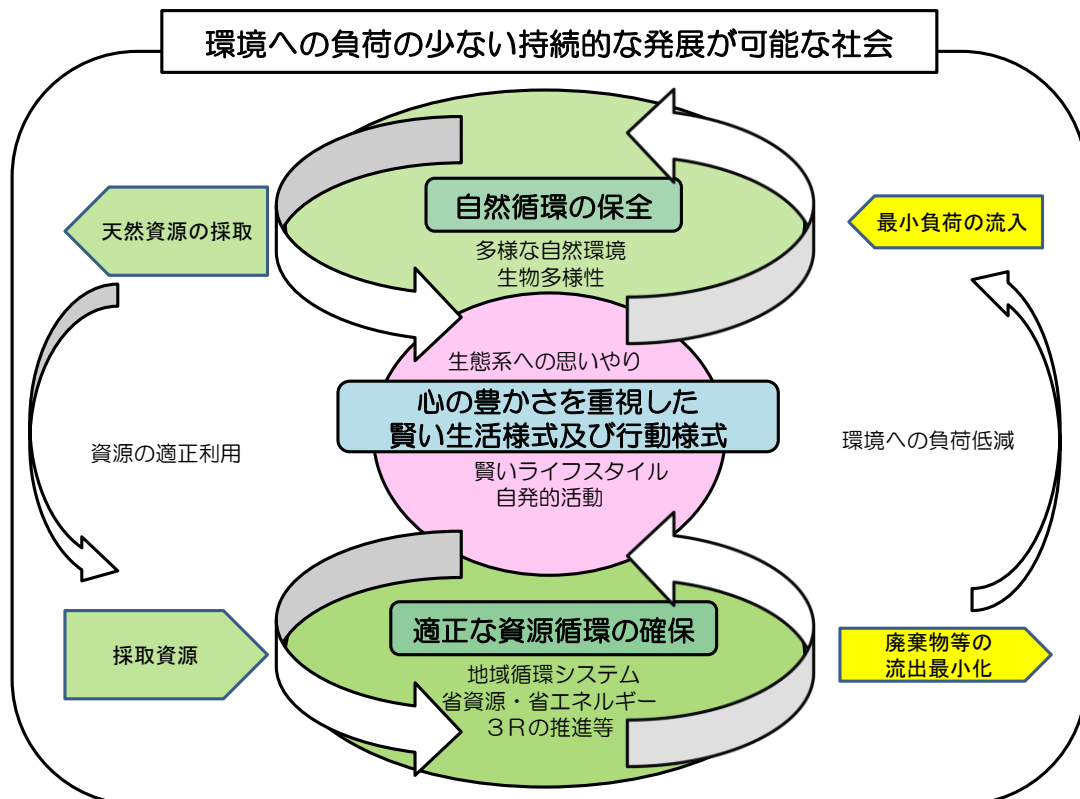 環境への負荷の少ない持続的な発展が可能な社会
自然循環の保全
多様な自然環境
生物多様性
天然資源の採取
最小負荷の流入
生態系への思いやり
心の豊かさを重視した
賢い生活様式及び行動様式
賢いライフスタイル
自発的活動
資源の適正利用
環境への負荷低減
適正な資源循環の確保
地域循環システム
省資源・省エネルギー
３Ｒの推進等
採取資源
廃棄物等の
流出最小化